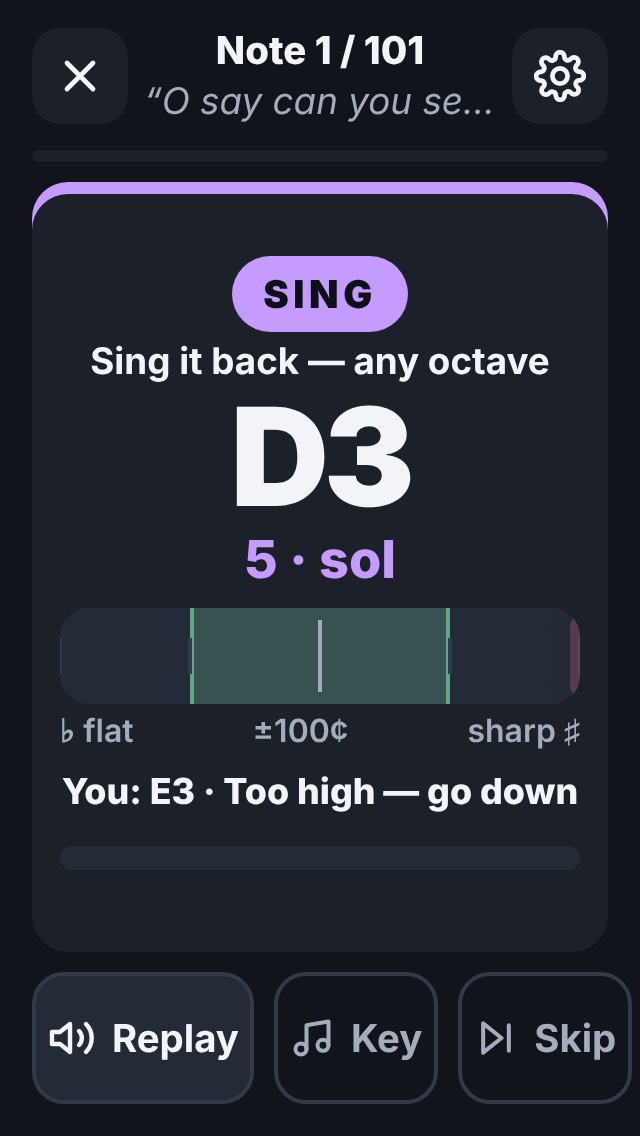 Note 1 / 101
“O say can you se...
SING
Sing it back — any octave
D3
5 · sol
♭ flat
±100¢
sharp ♯
You: E3 · Too high — go down
Replay
Key
Skip